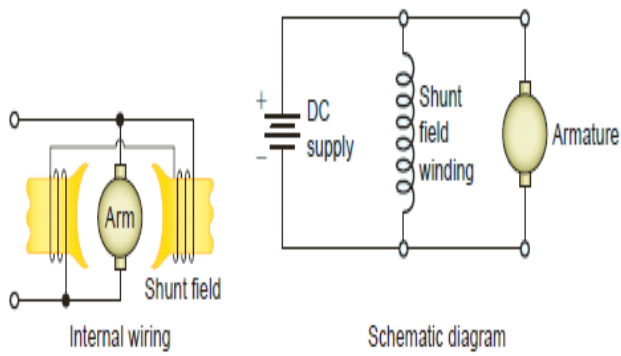 Arm
Shunt field
Internal wiring
+
DC
supply
−
Shunt
field
winding
Armature
Schematic diagram